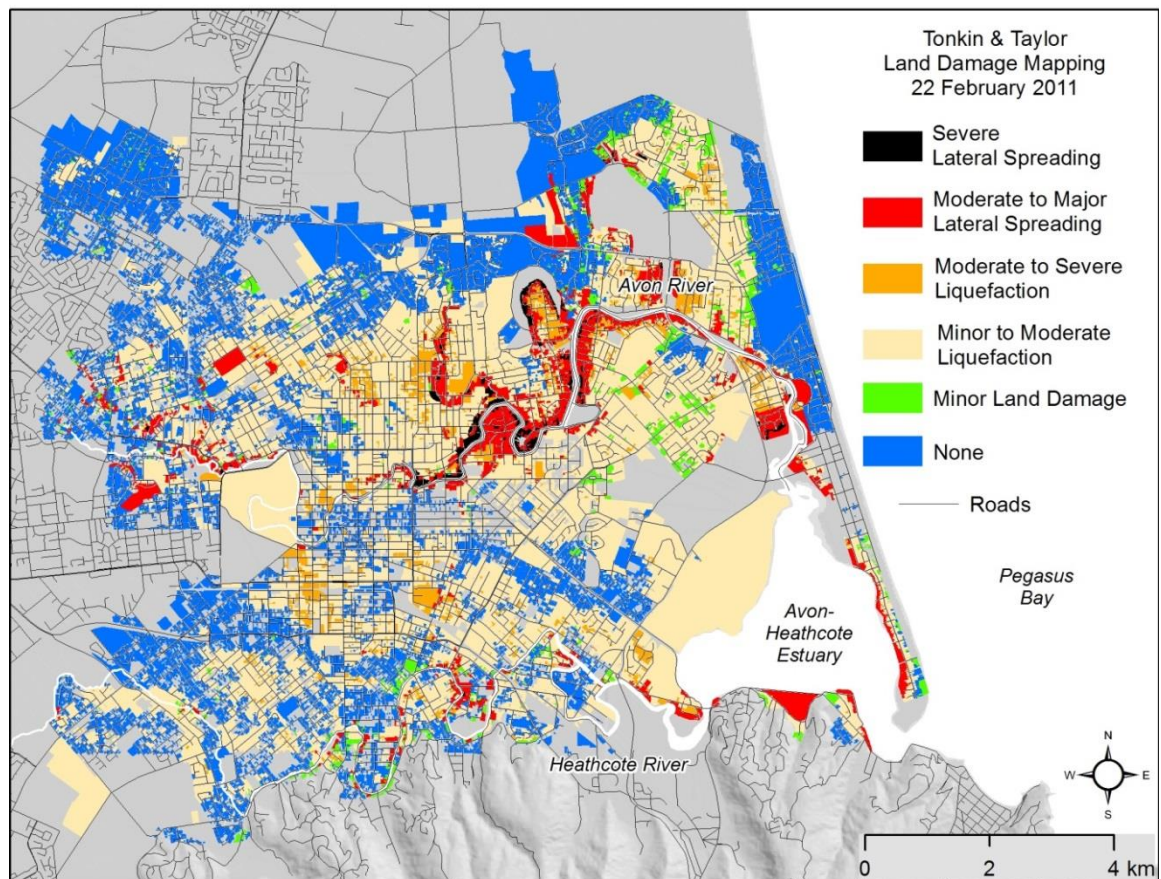 Tonkin & Taylor
Land Damage Mapping
22 February 2011
Severe
Lateral Spreading
Moderate to Major
Lateral Spreading
Moderate to Severe
Liquefaction
Minor to Moderate
Liquefaction
Minor Land Damage
None
Roads
Avon River
Pegasus
Bay
Avon-
Heathcote
Estuary
Heathcote River
N
W E
S
0 2 4 km